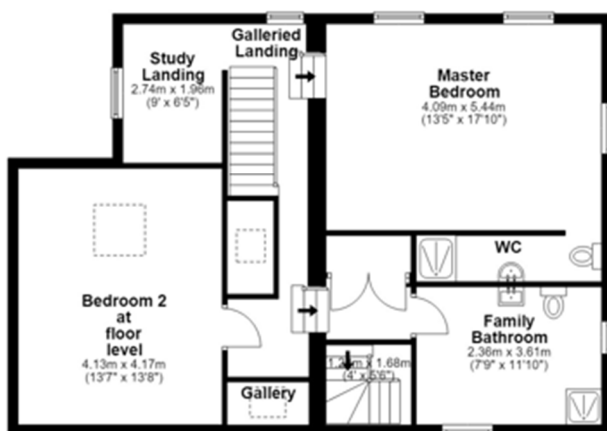 Study
Landing
2.74m x 1.96m
(9' x 6'5")
Galleried
Landing
Master
Bedroom
4.09m x 5.44m
(13'5" x 17'10")
WC
Bedroom 2
at
floor
level
4.13m x 4.17m
(13'7" x 13'8")
Family
Bathroom
2.36m x 3.61m
(7'9" x 11'10")
x 1.68m
(4' x 5'6")
Gallery